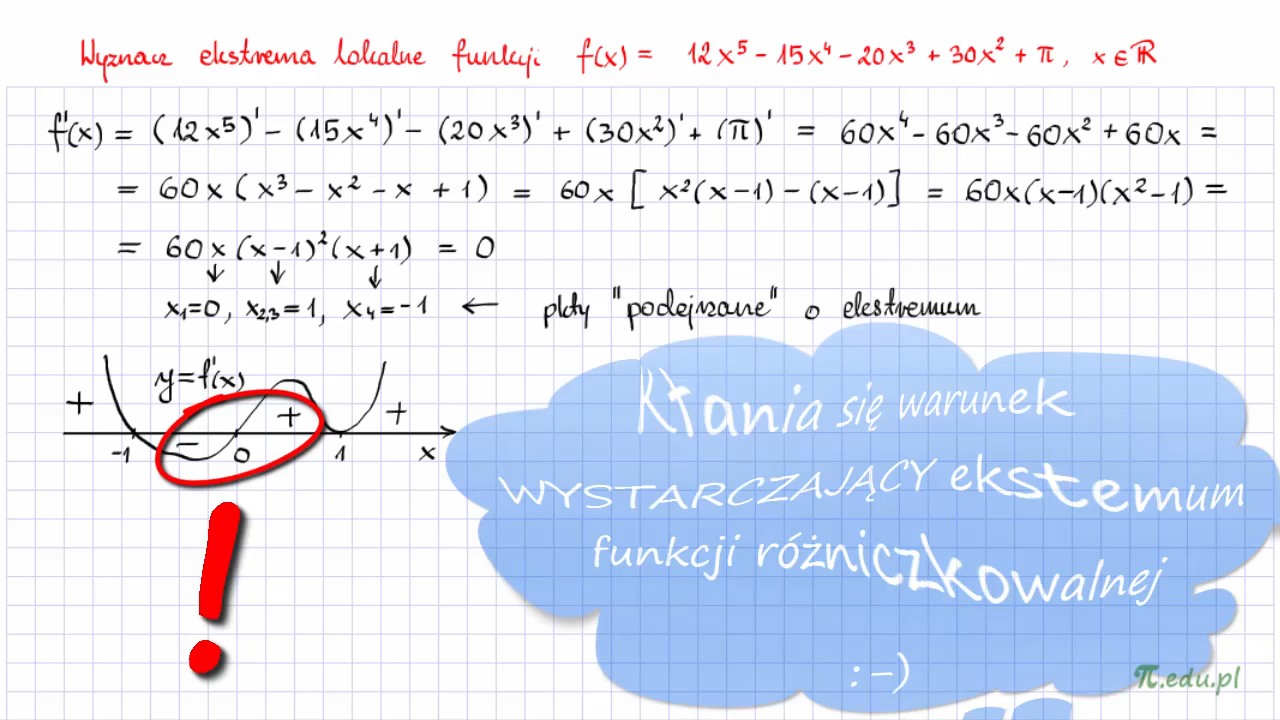 Wyznacz ekstrema lokalne funkcji f(x) = 12x⁵ - 15x⁴ - 20x³ + 30x² + π, x ∈ ℝ
f'(x) = (12x⁵)' - (15x⁴)' - (20x³)' + (30x²)' + (π)' = 60x⁴ - 60x³ - 60x² + 60x =
= 60x (x³ - x² - x + 1) = 60x [x²(x-1) - (x-1)] = 60x(x-1)(x²-1) =
= 60x (x-1)²(x+1) = 0
↓ ↓ ↓
x₁=0, x₂,₃=1, x₄=-1 ← pkty "podejrzane" o ekstremum
y=f'(x)
+ - + +
-1 0 1 x
!
Kłania się warunek
WYSTARCZAJĄCY ekstemum
funkcji różniczkowalnej
:-)
π.edu.pl